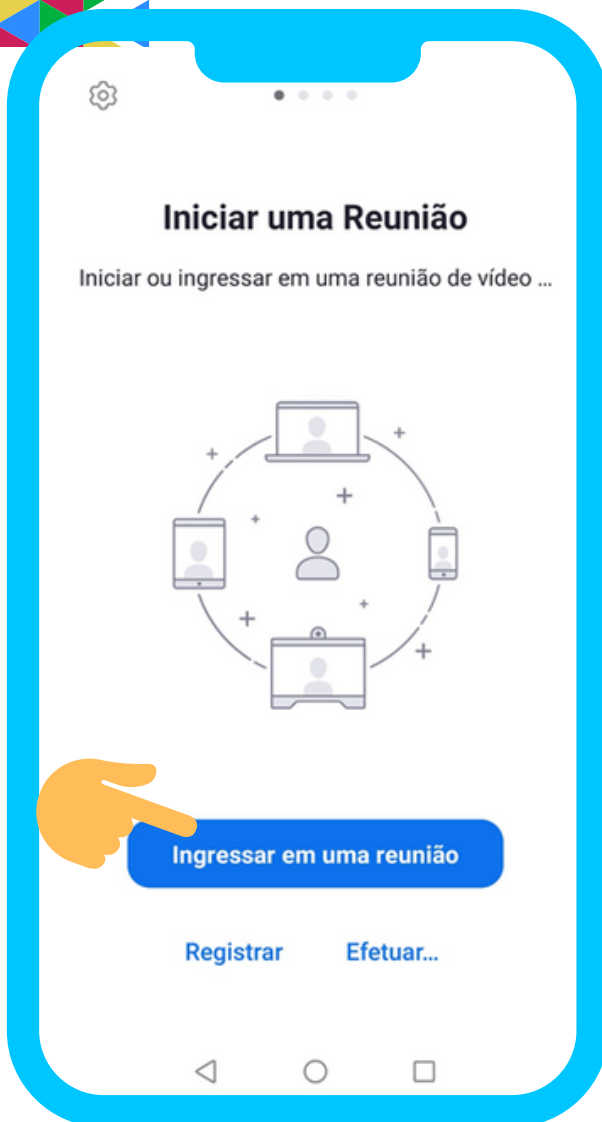 Iniciar uma Reunião
Iniciar ou ingressar em uma reunião de vídeo ...
Ingressar em uma reunião
Registrar Efetuar...